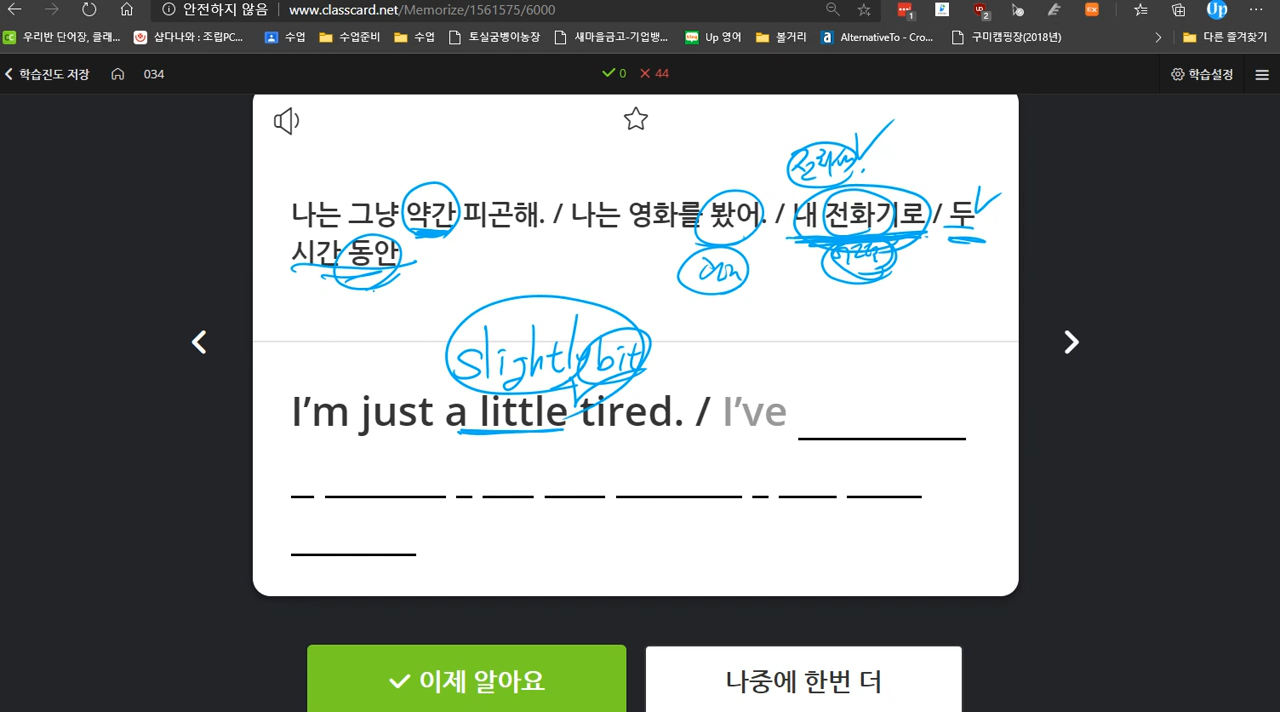 안전하지 않음 www.classcard.net/Memorize/1561575/6000
우리반 단어장, 클래... 샵다나와 : 조립PC... 수업 수업준비 수업 토실굼벵이농장 새마을금고-기업뱅... Up 영어 볼거리 AlternativeTo - Cro... 구미캠핑장(2018년) 다른 즐겨찾기
학습진도 저장 034 0 44 학습설정
나는 그냥 약간 피곤해. / 나는 영화를 봤어. / 내 전화기로 / 두
시간 동안
slightly bit
I’m just a little tired. / I’ve
이제 알아요 나중에 한번 더